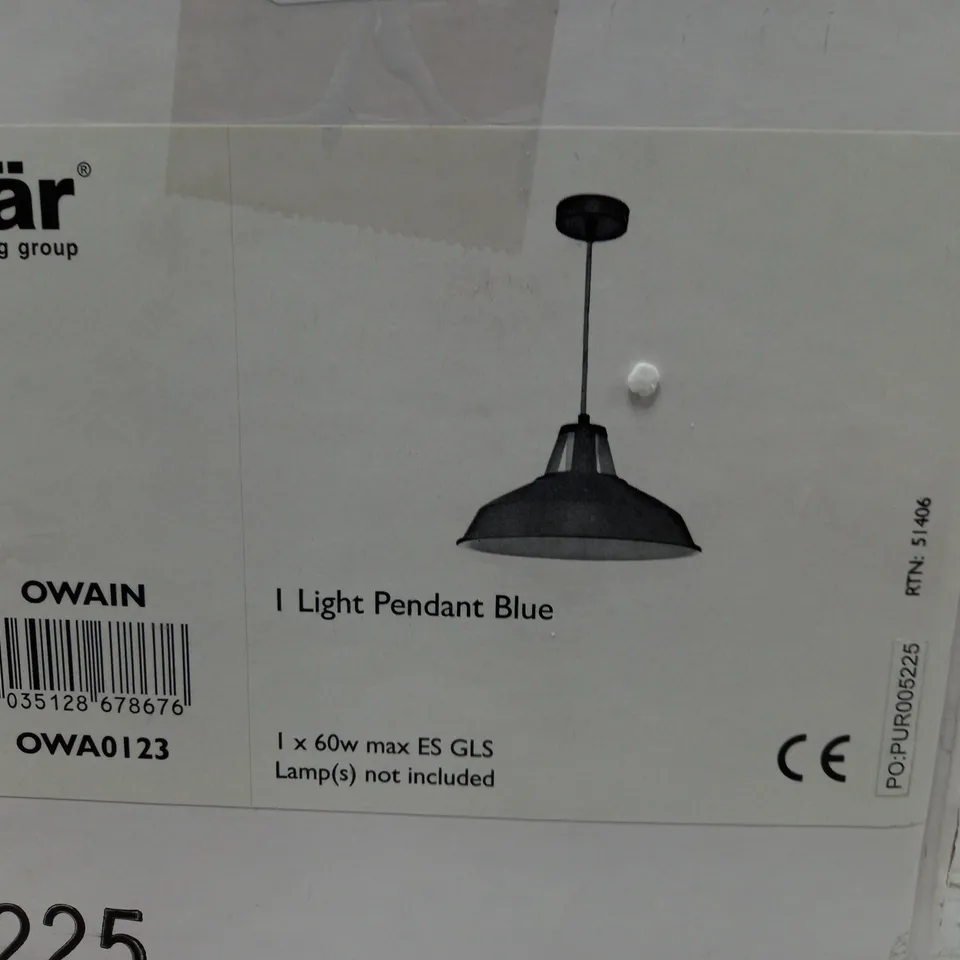 är®
g group
OWAIN
035128 678676
OWA0123
1 Light Pendant Blue
1 x 60w max ES GLS
Lamp(s) not included
CE
RTN: 51406
PO:PUR005225
225